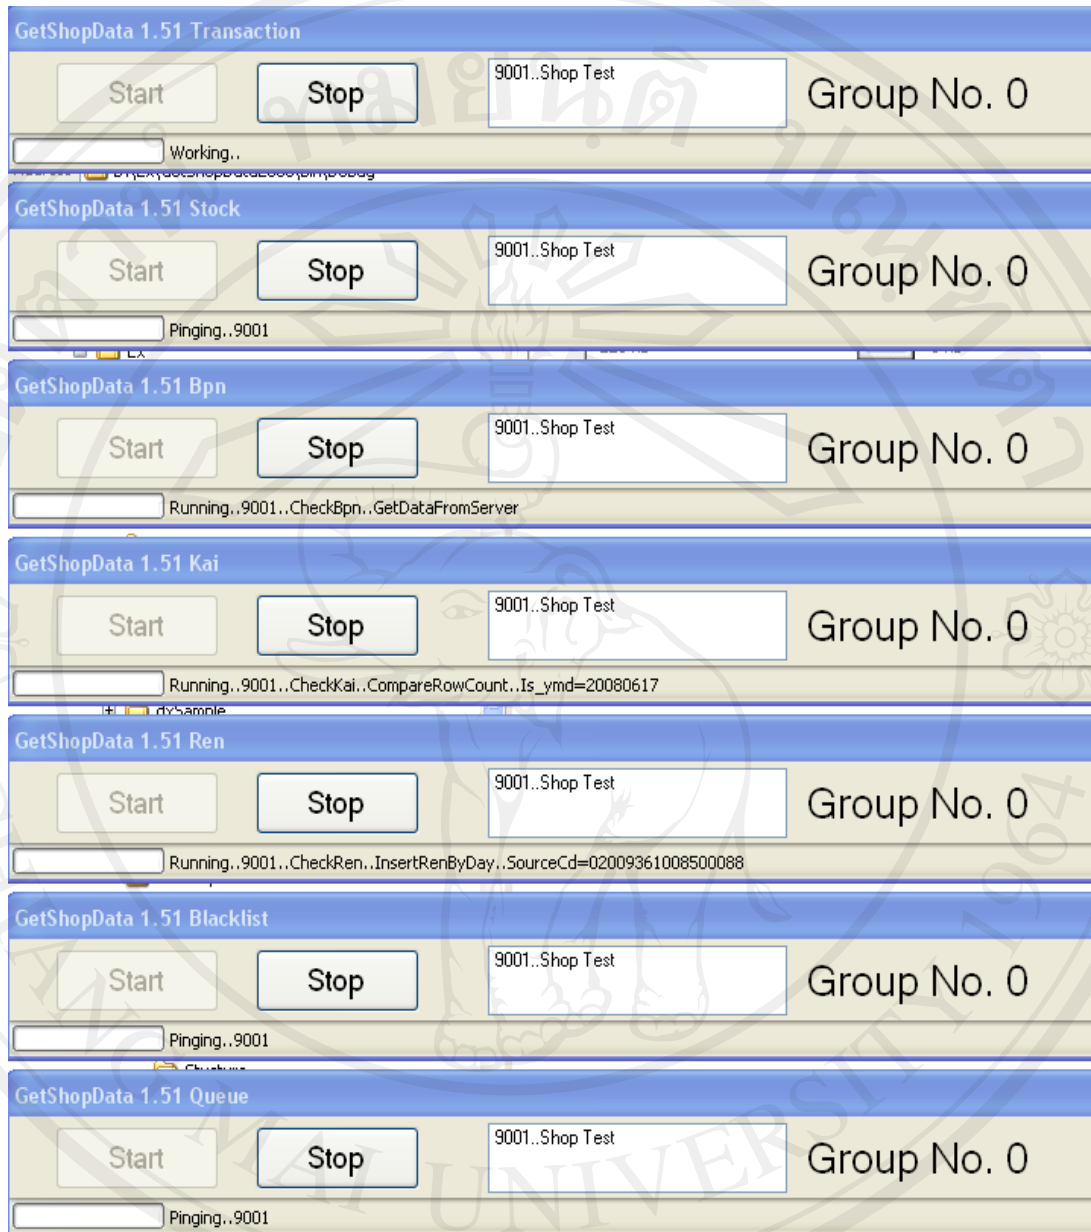 GetShopData 1.51 Transaction
Start Stop 9001..Shop Test Group No. 0
Working..
GetShopData 1.51 Stock
Start Stop 9001..Shop Test Group No. 0
Pinging..9001
Ex
GetShopData 1.51 Bpn
Start Stop 9001..Shop Test Group No. 0
Running..9001..CheckBpn..GetDataFromServer
GetShopData 1.51 Kai
Start Stop 9001..Shop Test Group No. 0
Running..9001..CheckKai..CompareRowCount..Is_ymd=20080617
dxSample
GetShopData 1.51 Ren
Start Stop 9001..Shop Test Group No. 0
Running..9001..CheckRen..InsertRenByDay..SourceCd=02009361008500088
GetShopData 1.51 Blacklist
Start Stop 9001..Shop Test Group No. 0
Pinging..9001
GetShopData 1.51 Queue
Start Stop 9001..Shop Test Group No. 0
Pinging..9001
MAI UNIVERSITY 1964